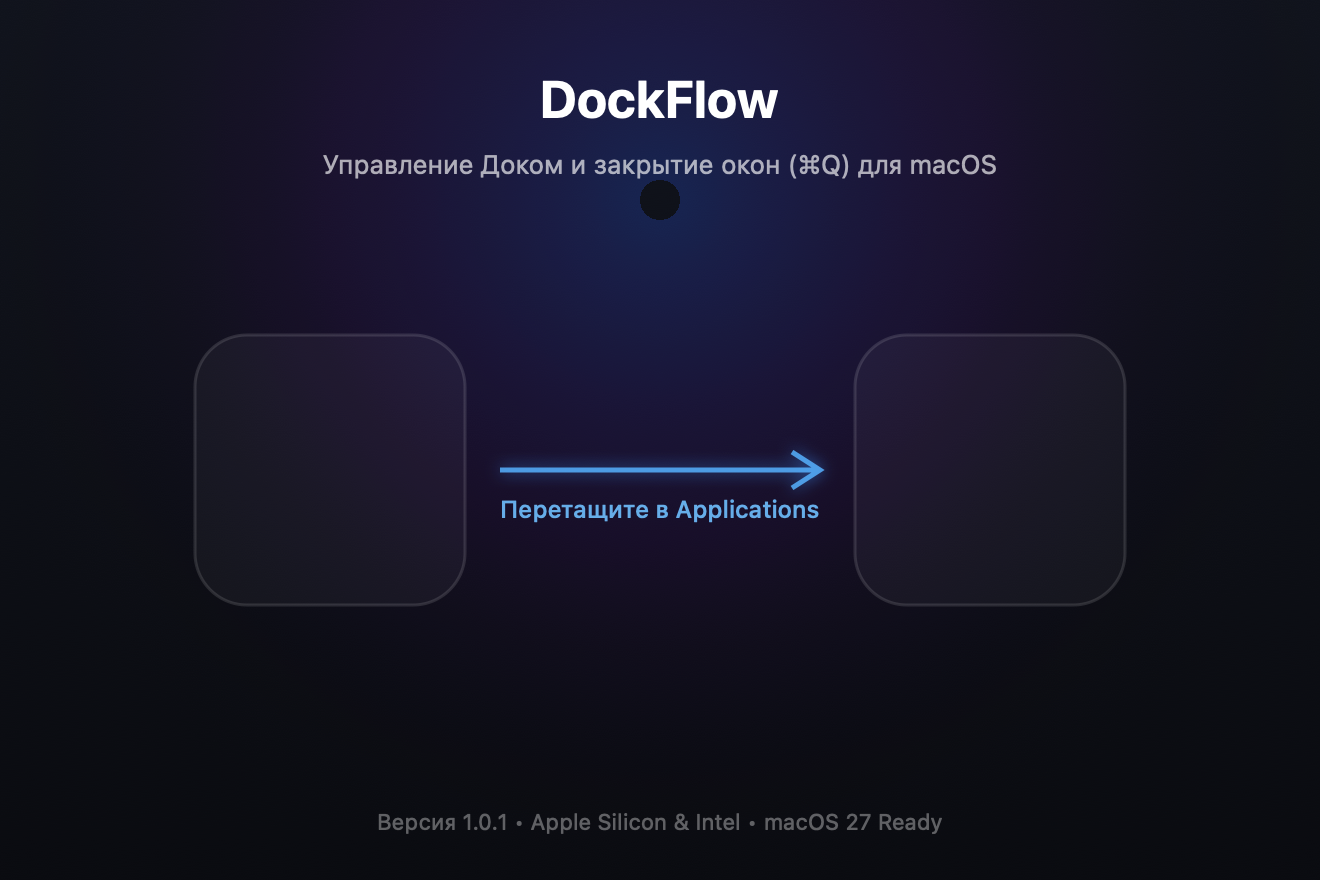 DockFlow
Управление Доком и закрытие окон (⌘Q) для macOS
Перетащите в Applications
Версия 1.0.1 • Apple Silicon & Intel • macOS 27 Ready